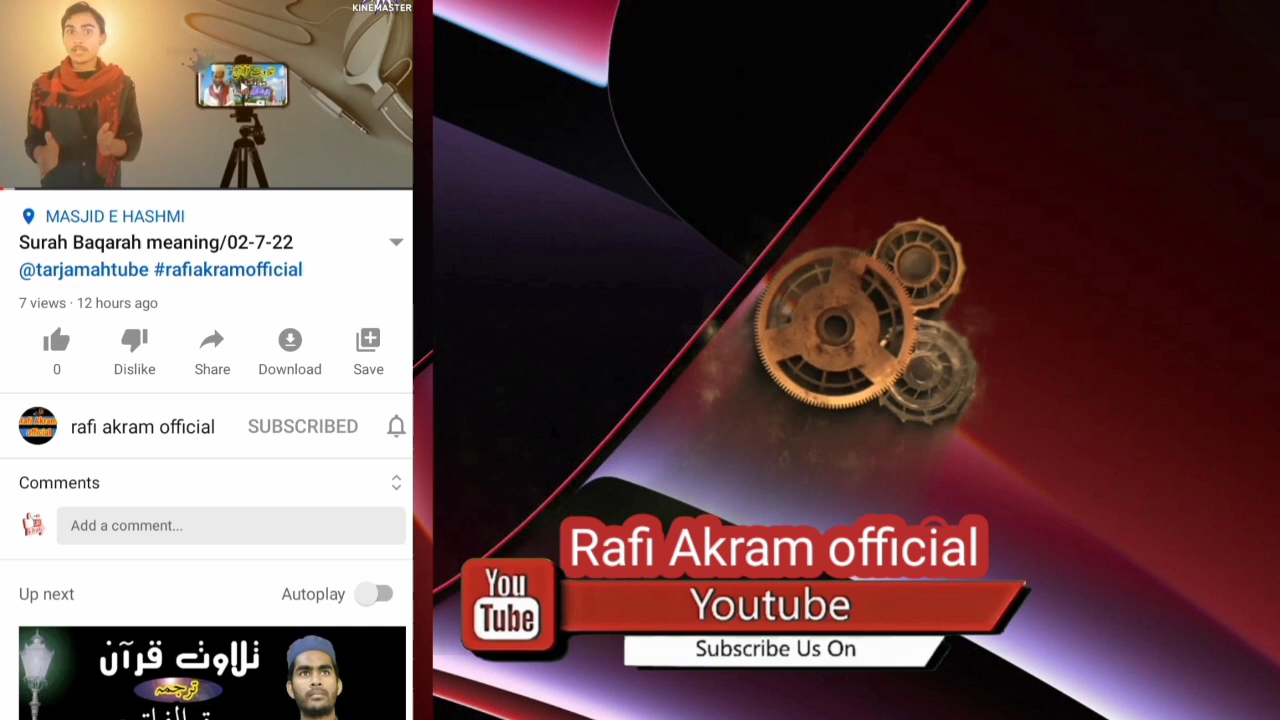 KINEMASTER
MASJID E HASHMI
Surah Baqarah meaning/02-7-22
@tarjamahtube #rafiakramofficial
7 views · 12 hours ago
0
Dislike
Share
Download
Save
rafi akram official
SUBSCRIBED
Comments
Add a comment...
Up next
Autoplay
تلاوت قرآن
ترجمہ
Rafi Akram official
You
Tube
Youtube
Subscribe Us On